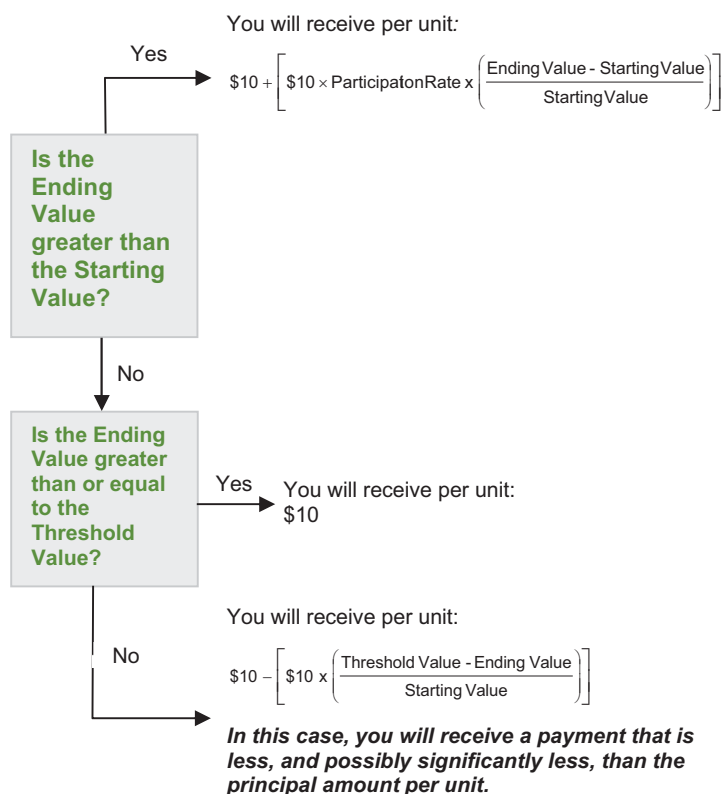 You will receive per unit:
Yes
$10 + [ $10 × ParticipatonRate x ( Ending Value - Starting Value / Starting Value ) ]
Is the
Ending
Value
greater than
the Starting
Value?
No
Is the Ending
Value greater
than or equal
to the
Threshold
Value?
Yes
You will receive per unit:
$10
You will receive per unit:
No
$10 – [ $10 x ( Threshold Value - Ending Value / Starting Value ) ]
In this case, you will receive a payment that is
less, and possibly significantly less, than the
principal amount per unit.